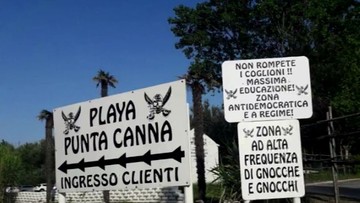 PLAYA
PUNTA CANNA
INGRESSO CLIENTI
NON ROMPETE
I COGLIONI !!
MASSIMA
EDUCAZIONE!
ZONA
ANTIDEMOCRATICA
E A REGIME!
ZONA
AD ALTA
FREQUENZA
DI GNOCCHE
E GNOCCHI